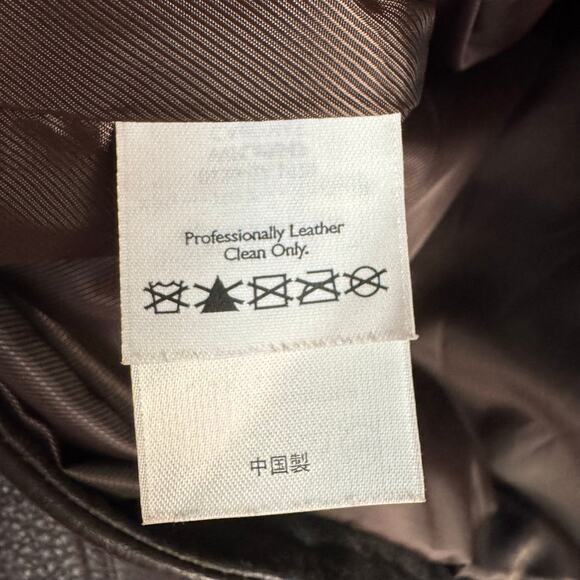 Professionally Leather
Clean Only.
中国製